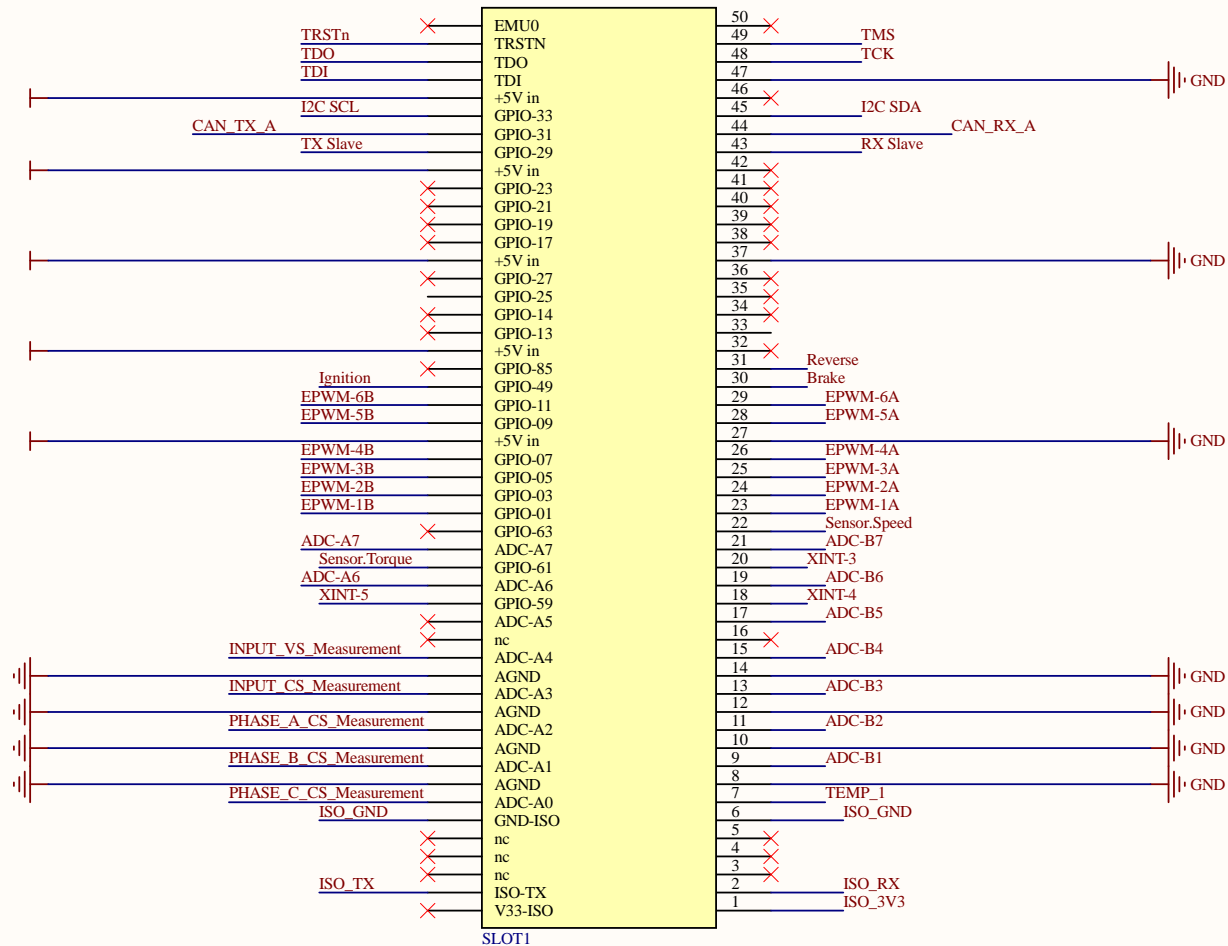 EMU0 50
TRSTn TRSTN 49 TMS
TDO TDO 48 TCK
TDI TDI 47 GND
+5V in 46
I2C SCL GPIO-33 45 I2C SDA
CAN_TX_A GPIO-31 44 CAN_RX_A
TX Slave GPIO-29 43 RX Slave
+5V in 42
GPIO-23 41
GPIO-21 40
GPIO-19 39
GPIO-17 38
+5V in 37 GND
GPIO-27 36
GPIO-25 35
GPIO-14 34
GPIO-13 33
+5V in 32
GPIO-85 31 Reverse
Ignition GPIO-49 30 Brake
EPWM-6B GPIO-11 29 EPWM-6A
EPWM-5B GPIO-09 28 EPWM-5A
+5V in 27 GND
EPWM-4B GPIO-07 26 EPWM-4A
EPWM-3B GPIO-05 25 EPWM-3A
EPWM-2B GPIO-03 24 EPWM-2A
EPWM-1B GPIO-01 23 EPWM-1A
GPIO-63 22 Sensor.Speed
ADC-A7 ADC-A7 21 ADC-B7
Sensor.Torque GPIO-61 20 XINT-3
ADC-A6 ADC-A6 19 ADC-B6
XINT-5 GPIO-59 18 XINT-4
ADC-A5 17 ADC-B5
nc 16
INPUT_VS_Measurement ADC-A4 15 ADC-B4
AGND 14 GND
INPUT_CS_Measurement ADC-A3 13 ADC-B3
AGND 12 GND
PHASE_A_CS_Measurement ADC-A2 11 ADC-B2
AGND 10 GND
PHASE_B_CS_Measurement ADC-A1 9 ADC-B1
AGND 8 GND
PHASE_C_CS_Measurement ADC-A0 7 TEMP_1
ISO_GND GND-ISO 6 ISO_GND
nc 5
nc 4
nc 3
ISO_TX ISO-TX 2 ISO_RX
V33-ISO 1 ISO_3V3
SLOT1